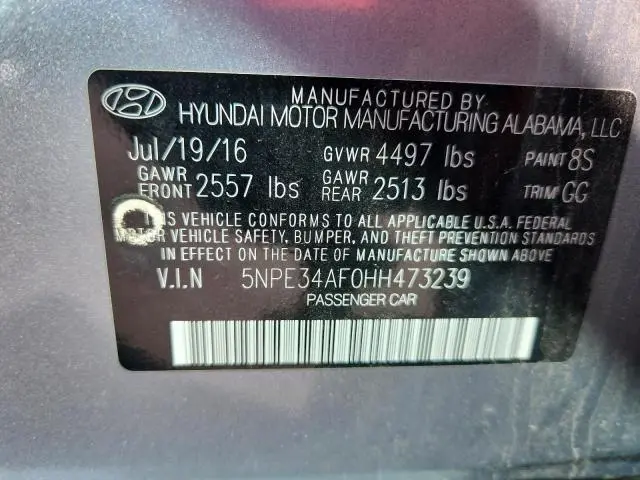 MANUFACTURED BY
HYUNDAI MOTOR MANUFACTURING ALABAMA, LLC
Jul/19/16 GVWR 4497 lbs PAINT 8S
GAWR FRONT 2557 lbs GAWR REAR 2513 lbs TRIM GG
THIS VEHICLE CONFORMS TO ALL APPLICABLE U.S.A. FEDERAL
MOTOR VEHICLE SAFETY, BUMPER, AND THEFT PREVENTION STANDARDS
IN EFFECT ON THE DATE OF MANUFACTURE SHOWN ABOVE.
V.I.N 5NPE34AF0HH473239
PASSENGER CAR